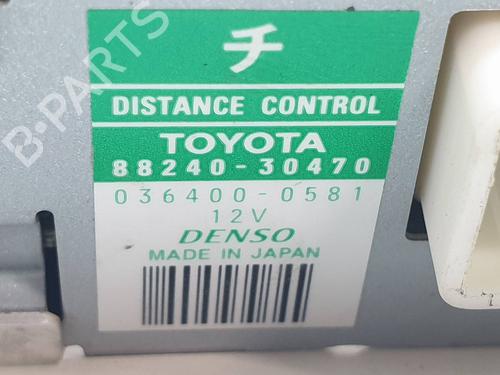 チ
DISTANCE CONTROL
TOYOTA
88240-30470
036400-0581
12V
DENSO
MADE IN JAPAN
B-PARTS